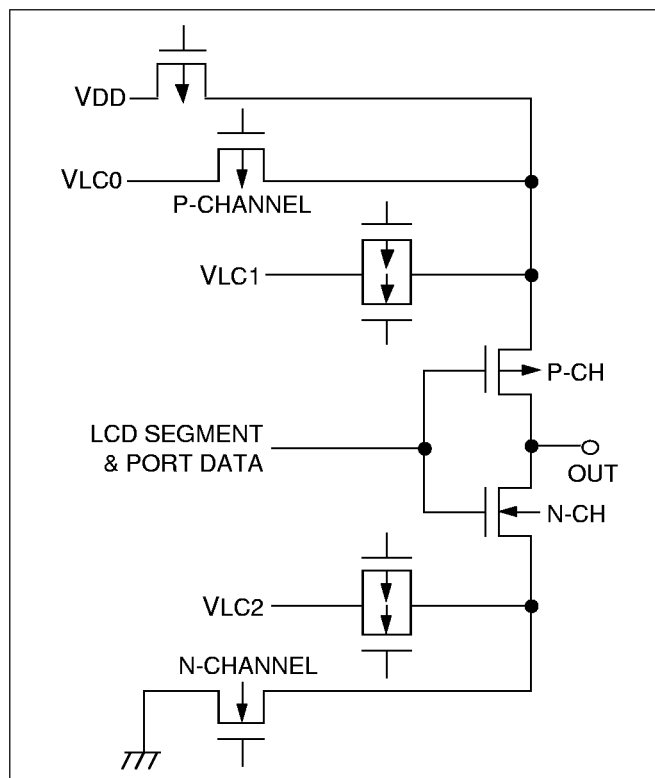 VDD
VLC0
P-CHANNEL
VLC1
P-CH
LCD SEGMENT
& PORT DATA
OUT
N-CH
VLC2
N-CHANNEL